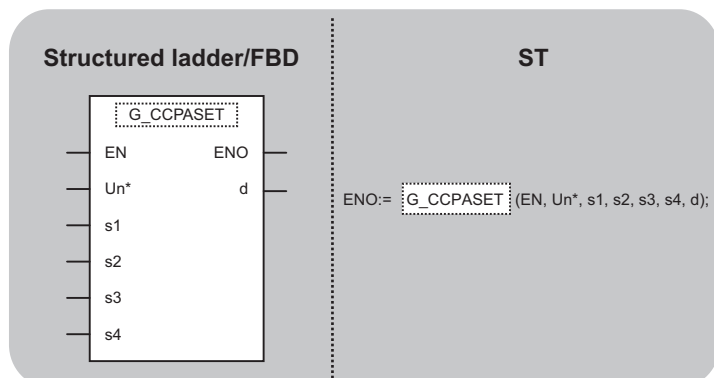 Structured ladder/FBD
G_CCPASET
EN ENO
Un* d
s1
s2
s3
s4
ST
ENO:= G_CCPASET (EN, Un*, s1, s2, s3, s4, d);